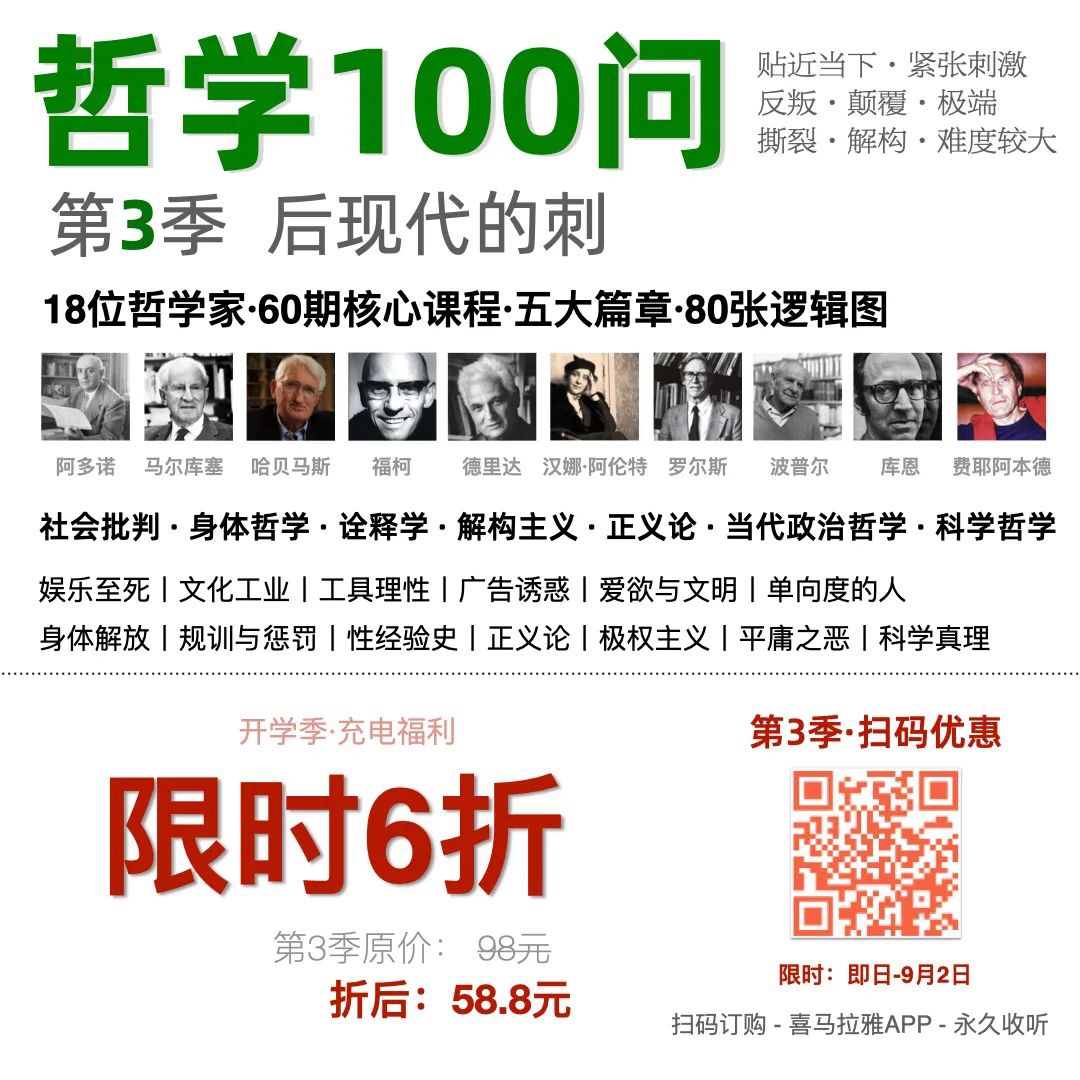 哲学100问
贴近当下·紧张刺激
反叛·颠覆·极端
撕裂·解构·难度较大
第3季 后现代的刺
18位哲学家·60期核心课程·五大篇章·80张逻辑图
阿多诺 马尔库塞 哈贝马斯 福柯 德里达 汉娜·阿伦特 罗尔斯 波普尔 库恩 费耶阿本德
社会批判·身体哲学·诠释学·解构主义·正义论·当代政治哲学·科学哲学
娱乐至死丨文化工业丨工具理性丨广告诱惑丨爱欲与文明丨单向度的人
身体解放丨规训与惩罚丨性经验史丨正义论丨极权主义丨平庸之恶丨科学真理
开学季·充电福利
限时6折
第3季原价： 98元
折后：58.8元
第3季·扫码优惠
限时：即日-9月2日
扫码订购 - 喜马拉雅APP - 永久收听